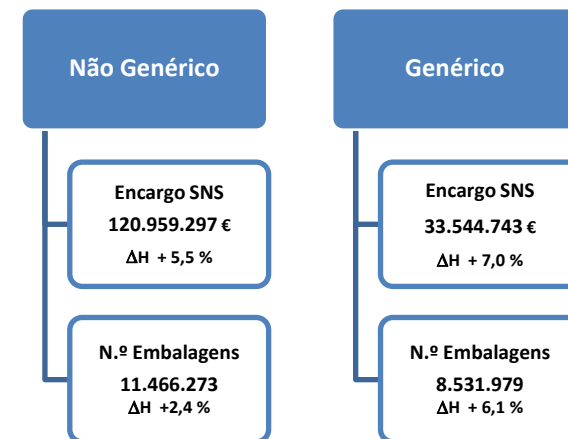 Não Genérico
Encargo SNS
120.959.297 €
ΔH + 5,5 %
N.º Embalagens
11.466.273
ΔH +2,4 %
Genérico
Encargo SNS
33.544.743 €
ΔH + 7,0 %
N.º Embalagens
8.531.979
ΔH + 6,1 %